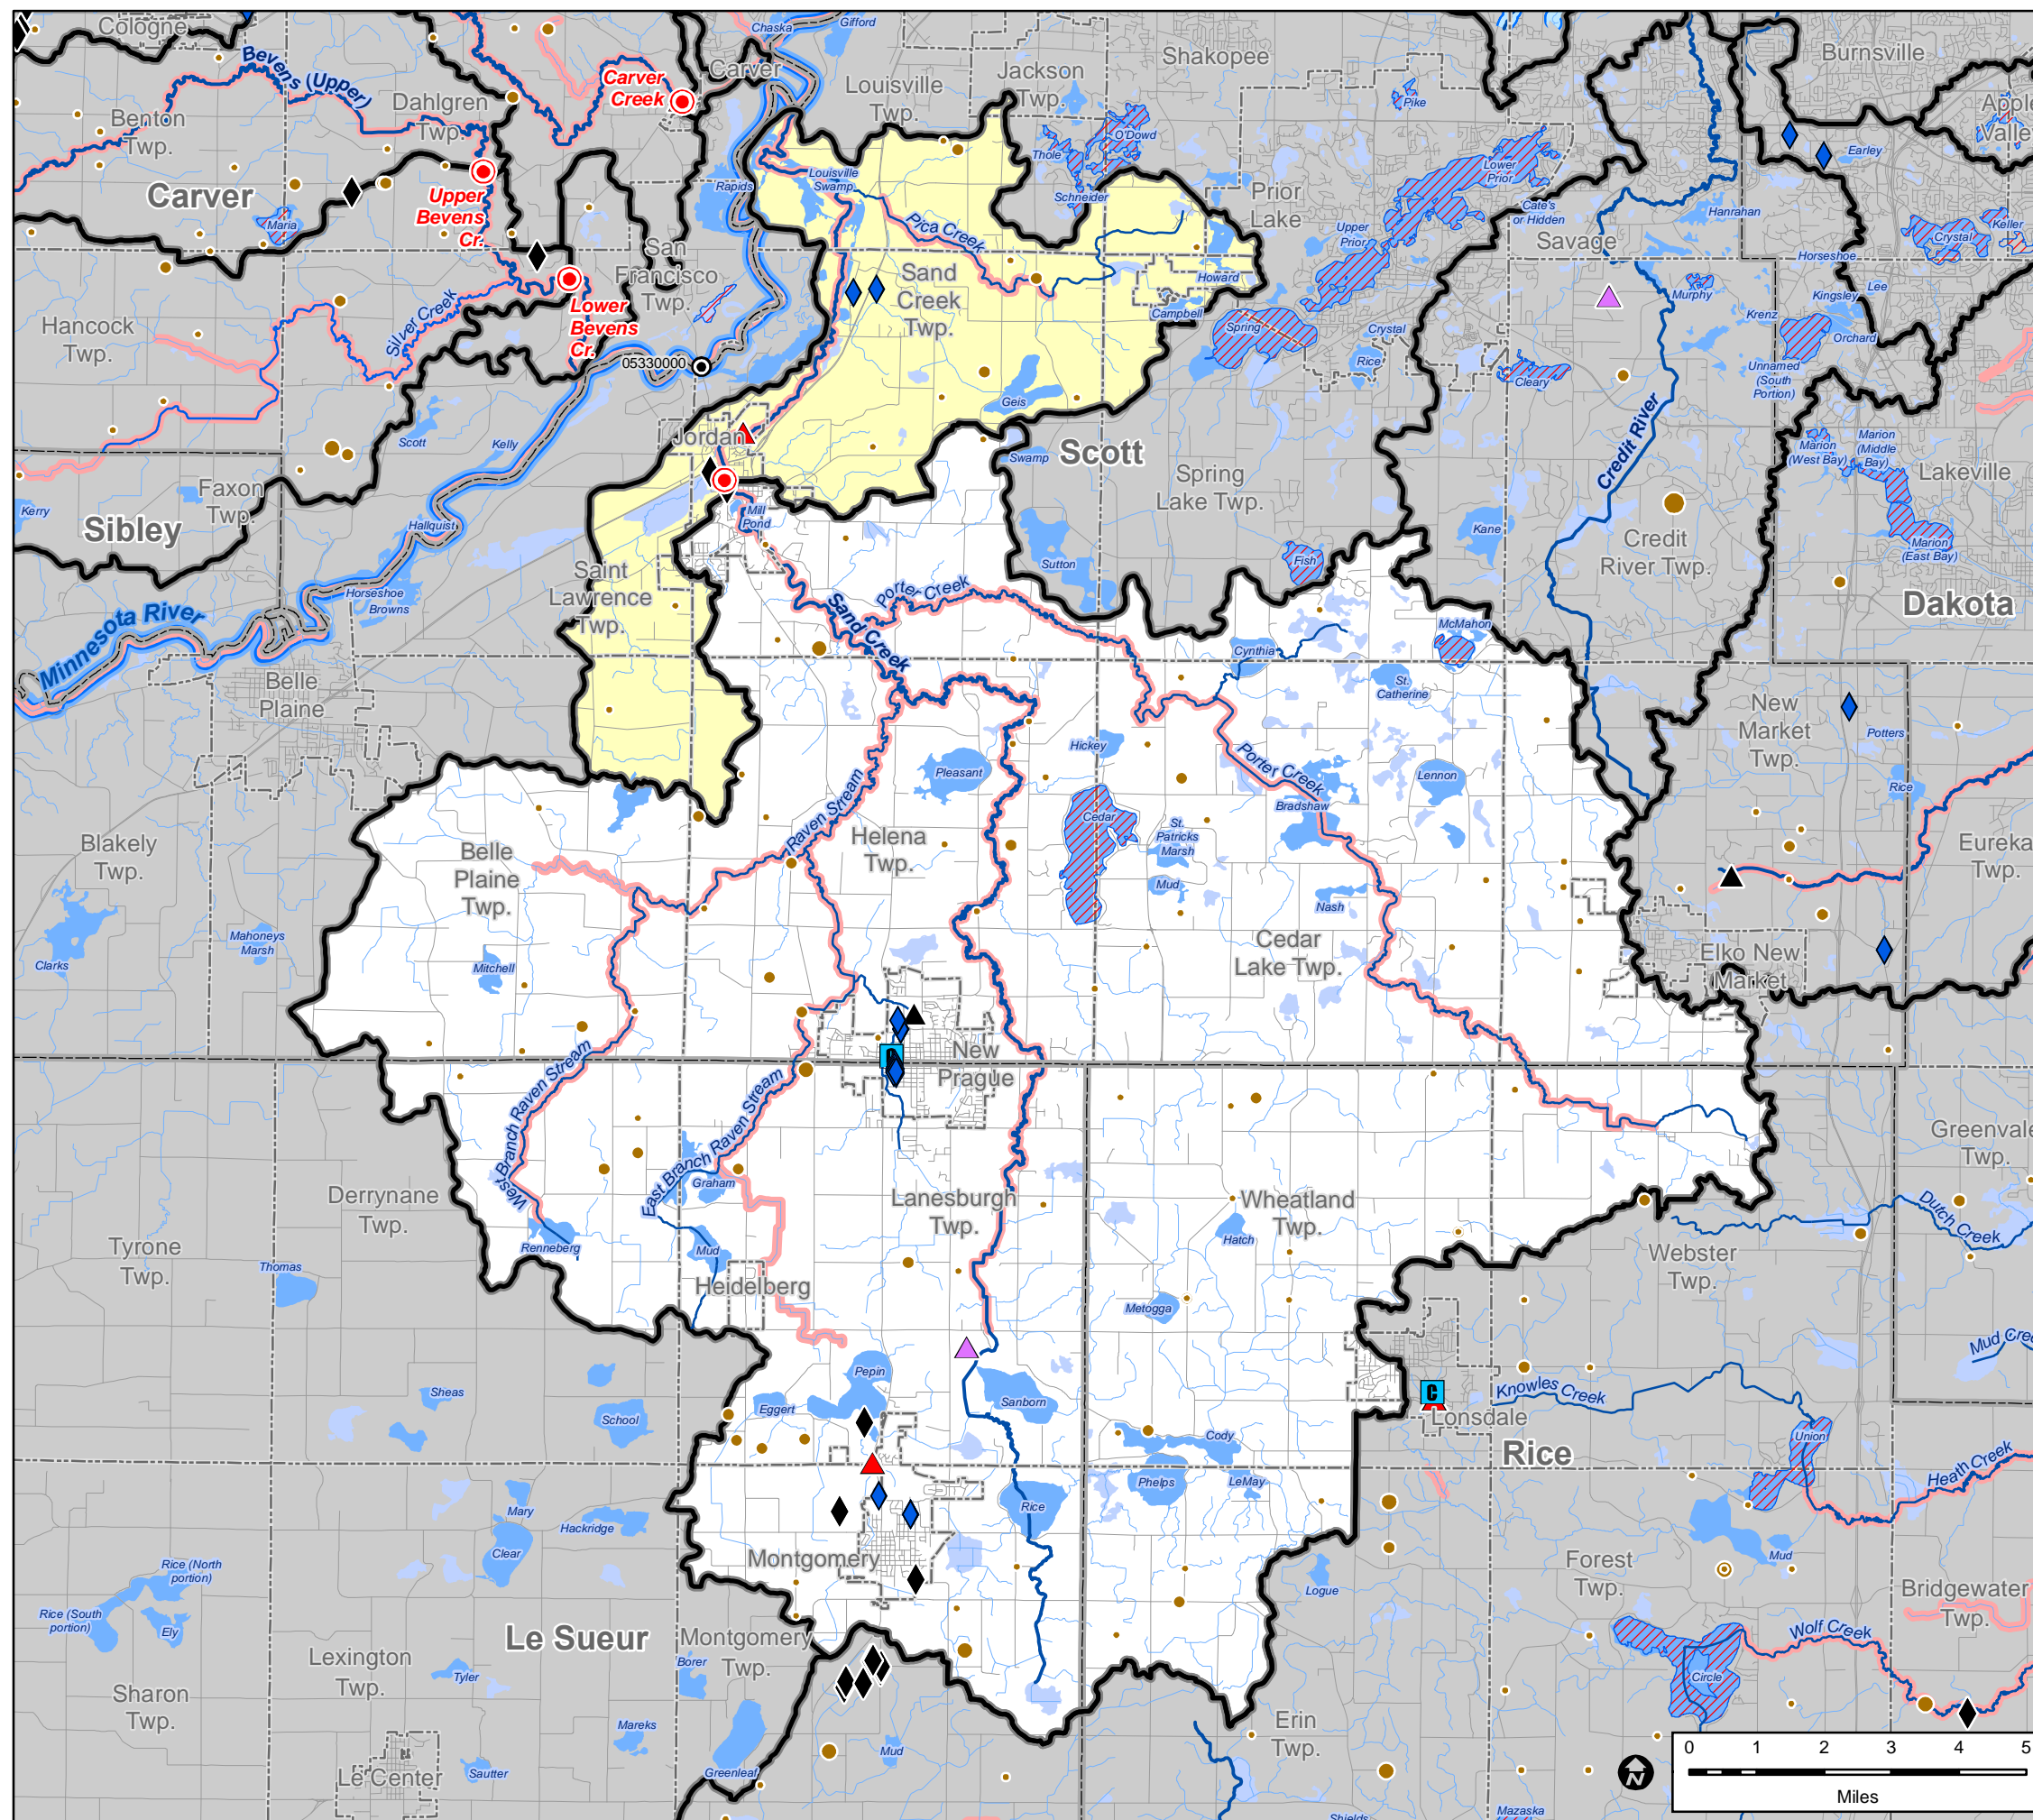 Cologne
Bevens (Upper)
Benton
Twp.
Dahlgren
Twp.
Carver
Creek
Carver
Chaska
Gifford
Louisville
Twp.
Jackson
Twp.
Shakopee
Burnsville
Apple
Valle
Pike
O'Dowd
Thole
Schneider
Lower
Prior
Earley
Carver
Upper
Bevens
Cr.
Maria
Rapids
Louisville
Swamp
Pica Creek
Prior
Lake
Upper
Prior
Cate's
or Hidden
Savage
Hanrahan
Crystal
Keller
Horseshoe
San
Francisco
Twp.
Sand
Creek
Twp.
Howard
Campbell
Spring
Crystal
Rice
Murphy
Kingsley
Lee
Krenz
Orchard
Hancock
Twp.
Silver Creek
Lower
Bevens
Cr.
05330000
Cleary
Unnamed
(South
Portion)
Geis
Scott
Kelly
Jordan
Swamp
Scott
Spring
Lake Twp.
Credit River
Marion
(West Bay)
Marion
(Middle
Bay)
Lakeville
Faxon
Twp.
Kerry
Sibley
Hallquist
Mill
Pond
Kane
Credit
River Twp.
Marion
(East Bay)
Saint
Lawrence
Twp.
Horseshoe
Browns
Sutton
Fish
Dakota
Minnesota River
Sand Creek
Porter Creek
McMahon
Cynthia
St.
Catherine
Belle
Plaine
New
Market
Twp.
Potters
Hickey
Pleasant
Porter Creek
Bradshaw
Lennon
Rice
Raven Stream
Helena
Twp.
Cedar
St.
Patricks
Marsh
Mud
Nash
Blakely
Twp.
Belle
Plaine
Twp.
Eureka
Twp.
Clarks
Mahoneys
Marsh
Mitchell
Cedar
Lake Twp.
Elko New
Market
New
Prague
C
West Branch Raven Stream
East Branch Raven Stream
Graham
Greenvale
Twp.
Derrynane
Twp.
Lanesburgh
Twp.
Wheatland
Twp.
Hatch
Dutch Creek
Webster
Twp.
Tyrone
Twp.
Thomas
Renneberg
Mud
Heidelberg
Metogga
Mud Cree
Pepin
Eggert
Sanborn
Sheas
School
Knowles Creek
C
Lonsdale
Rice
Union
Heath Creek
Cody
Phelps
LeMay
Rice
Mary
Hackridge
Clear
Montgomery
Rice (North
portion)
Rice (South
portion)
Ely
Logue
Forest
Twp.
Mud
Bridgewater
Twp.
Le Sueur
Montgomery
Twp.
Borer
Lexington
Twp.
Tyler
Wolf Creek
Circle
Sharon
Twp.
Mareks
Erin
Twp.
Le Center
Sautter
Greenleaf
Mud
Shields
Mazaska
N
0 1 2 3 4 5
Miles